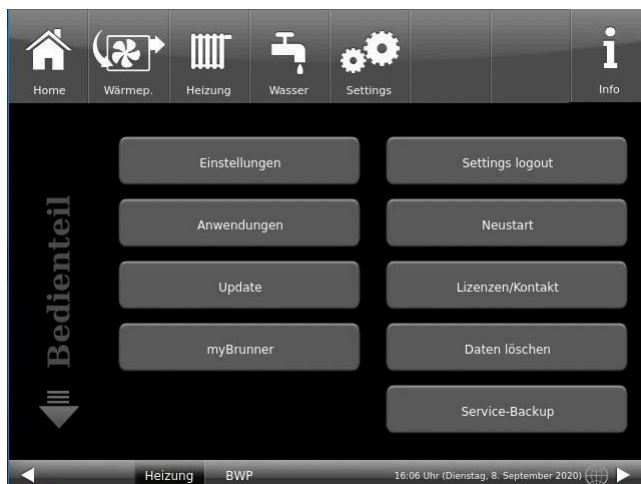 Home Wärmep. Heizung Wasser Settings Info
Bedienteil
Einstellungen Settings logout
Anwendungen Neustart
Update Lizenzen/Kontakt
myBrunner Daten löschen
Service-Backup
Heizung BWP 16:06 Uhr (Dienstag, 8. September 2020)